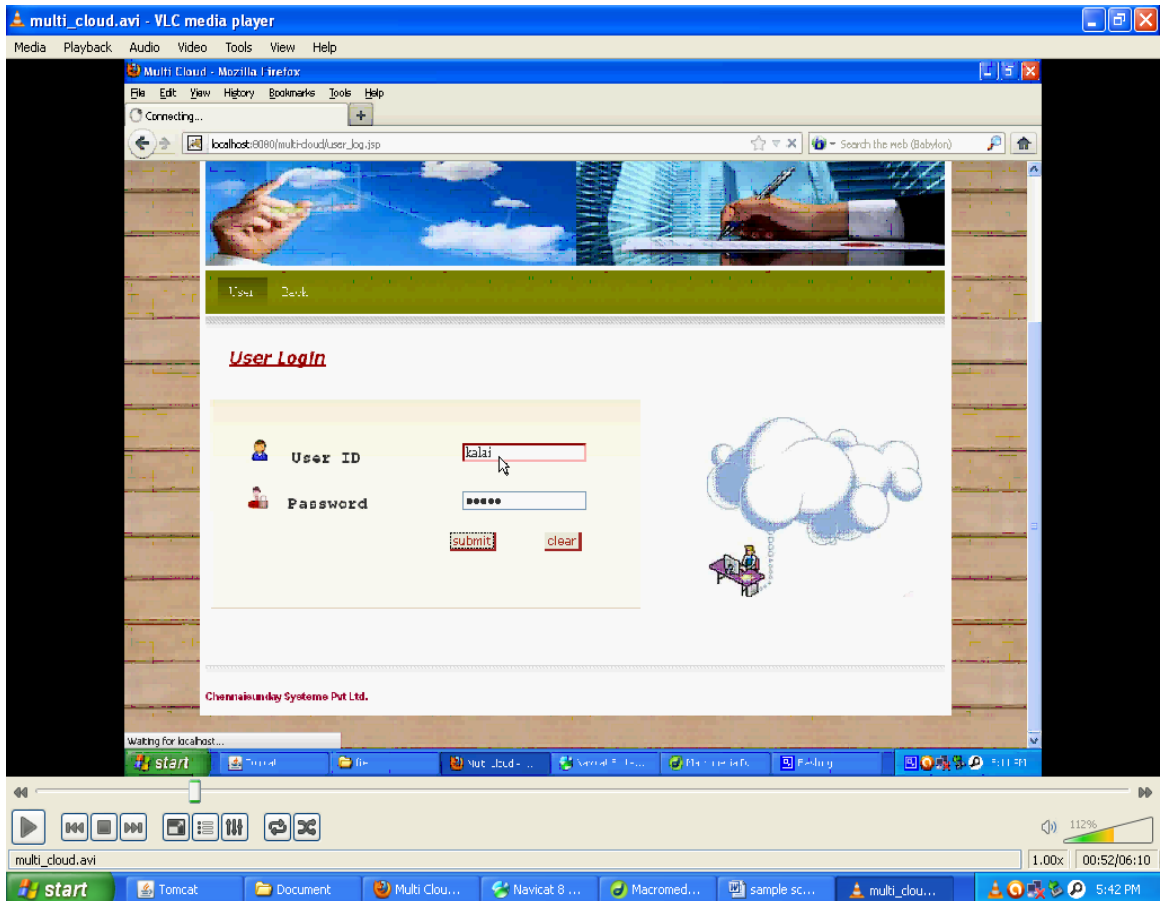 multi_cloud.avi - VLC media player
Media Playback Audio Video Tools View Help
Multi Cloud - Mozilla Firefox
File Edit View History Bookmarks Tools Help
Connecting...
localhost:8080/multi-cloud/user_log.jsp
Search the web (Babylon)
User Back
User Login
User ID
kalai
Password
submit clear
Chennaisunday Systems Pvt Ltd.
Waiting for localhost...
start Tomcat file
multi_cloud.avi
112%
1.00x 00:52/06:10
start Tomcat Document Multi Clou... Navicat 8 ... Macromed... sample sc... multi_clou... 5:42 PM